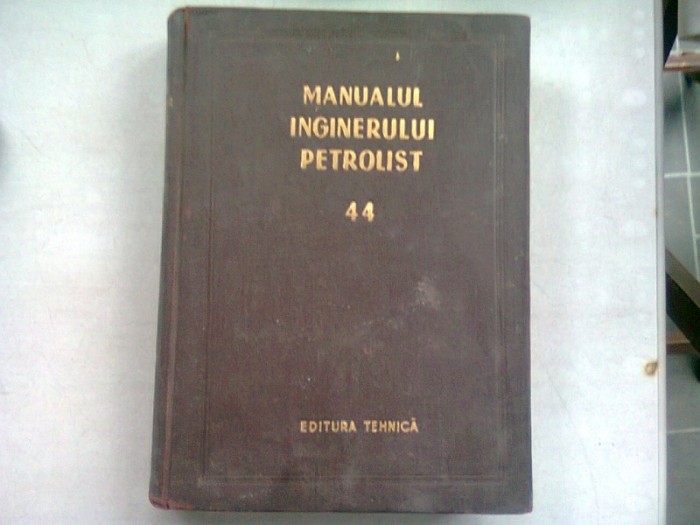 MANUALUL
INGINERULUI
PETROLIST
44
EDITURA TEHNICĂ